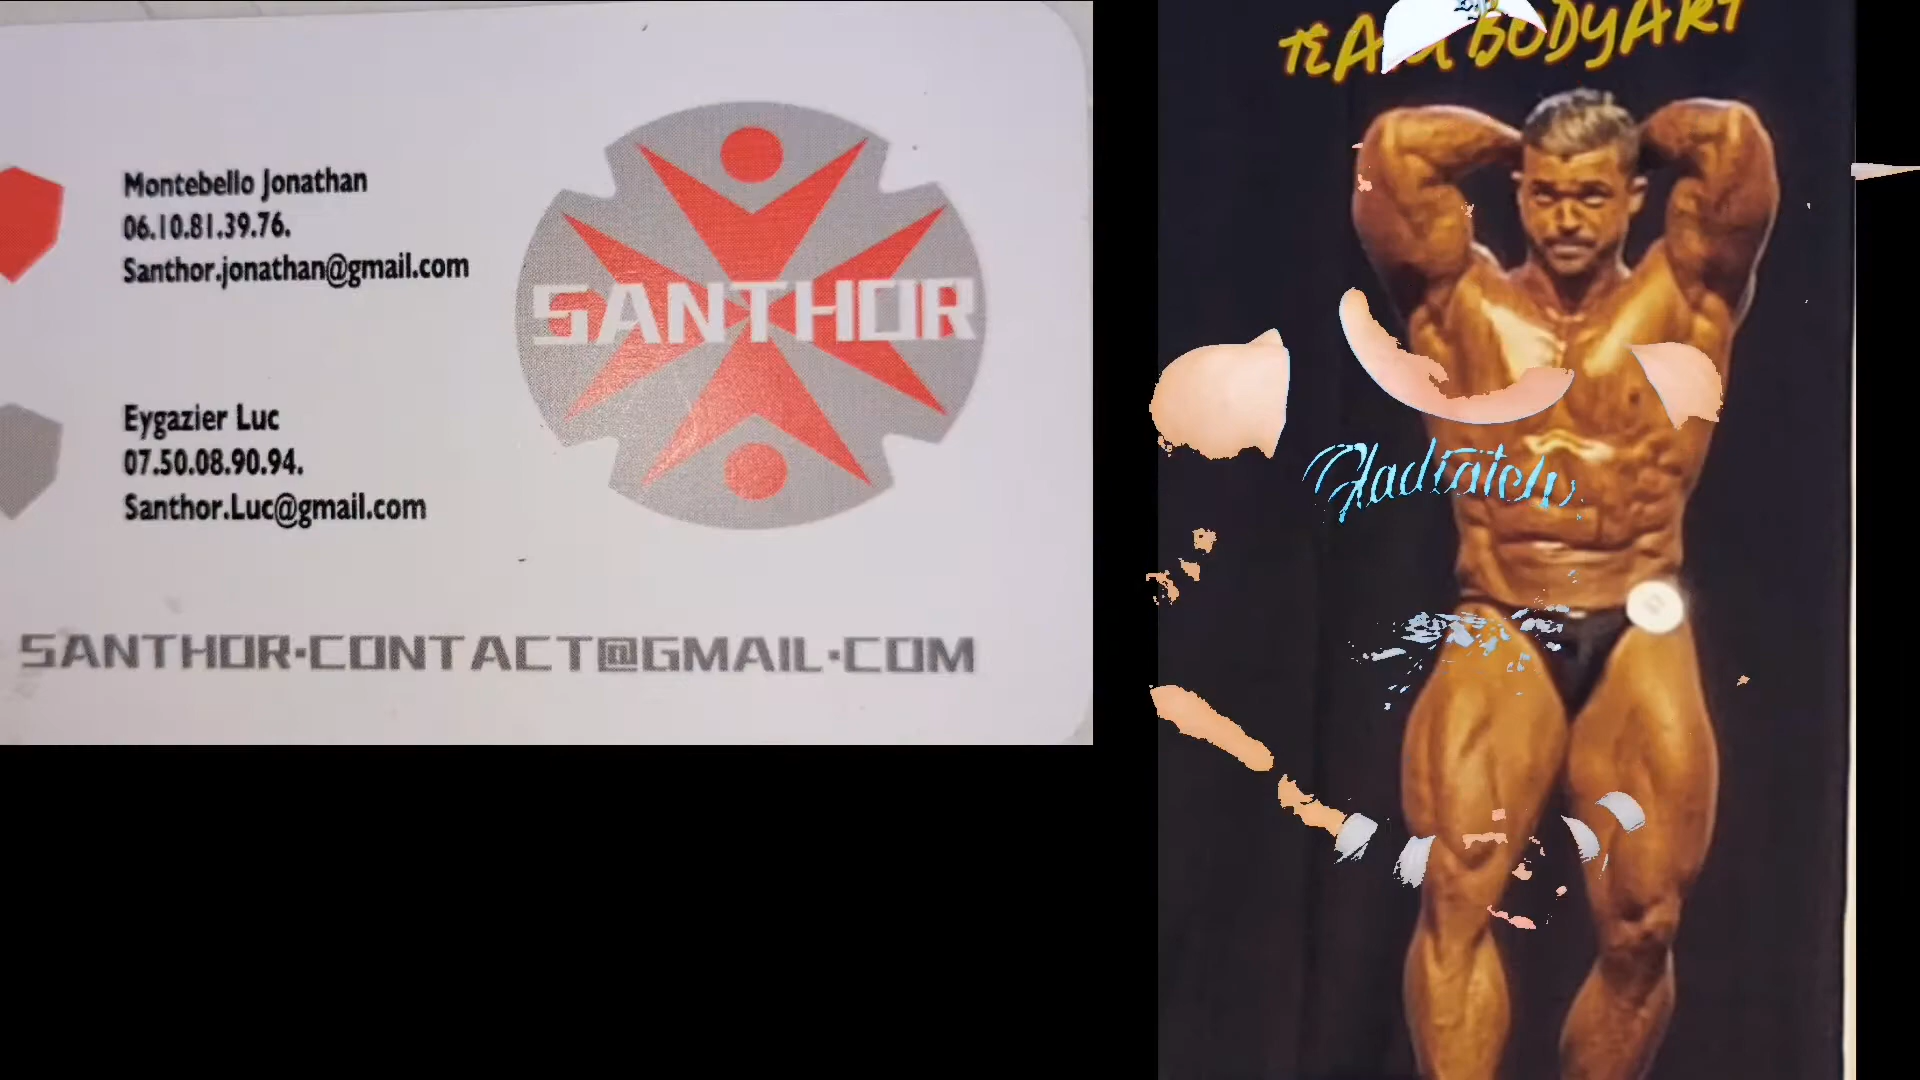 Montebello Jonathan
06.10.81.39.76.
Santhor.jonathan@gmail.com
SANTHOR
Eygazier Luc
07.50.08.90.94.
Santhor.Luc@gmail.com
SANTHOR.CONTACT@GMAIL.COM
TEAM BODYART